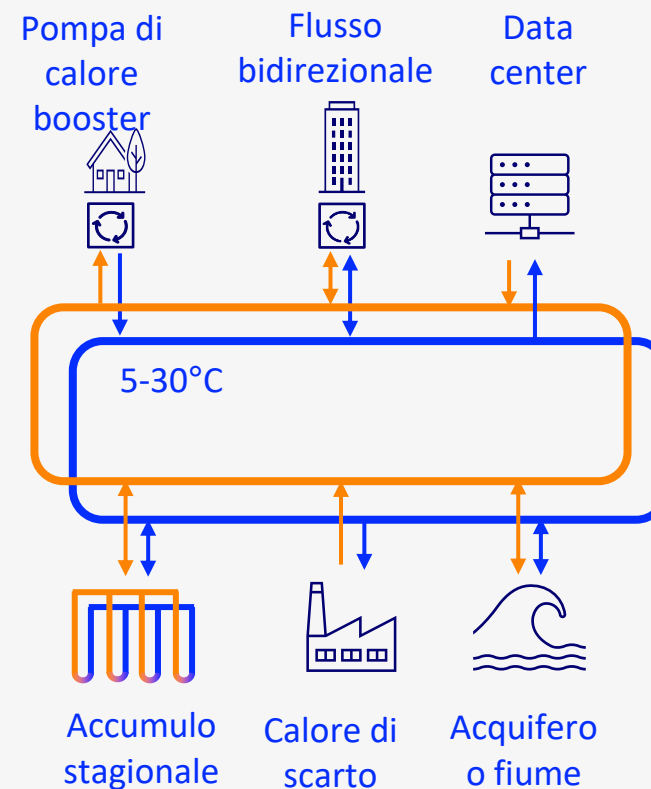 Pompa di
calore
booster
Flusso
bidirezionale
Data
center
5-30°C
Accumulo
stagionale
Calore di
scarto
Acquifero
o fiume